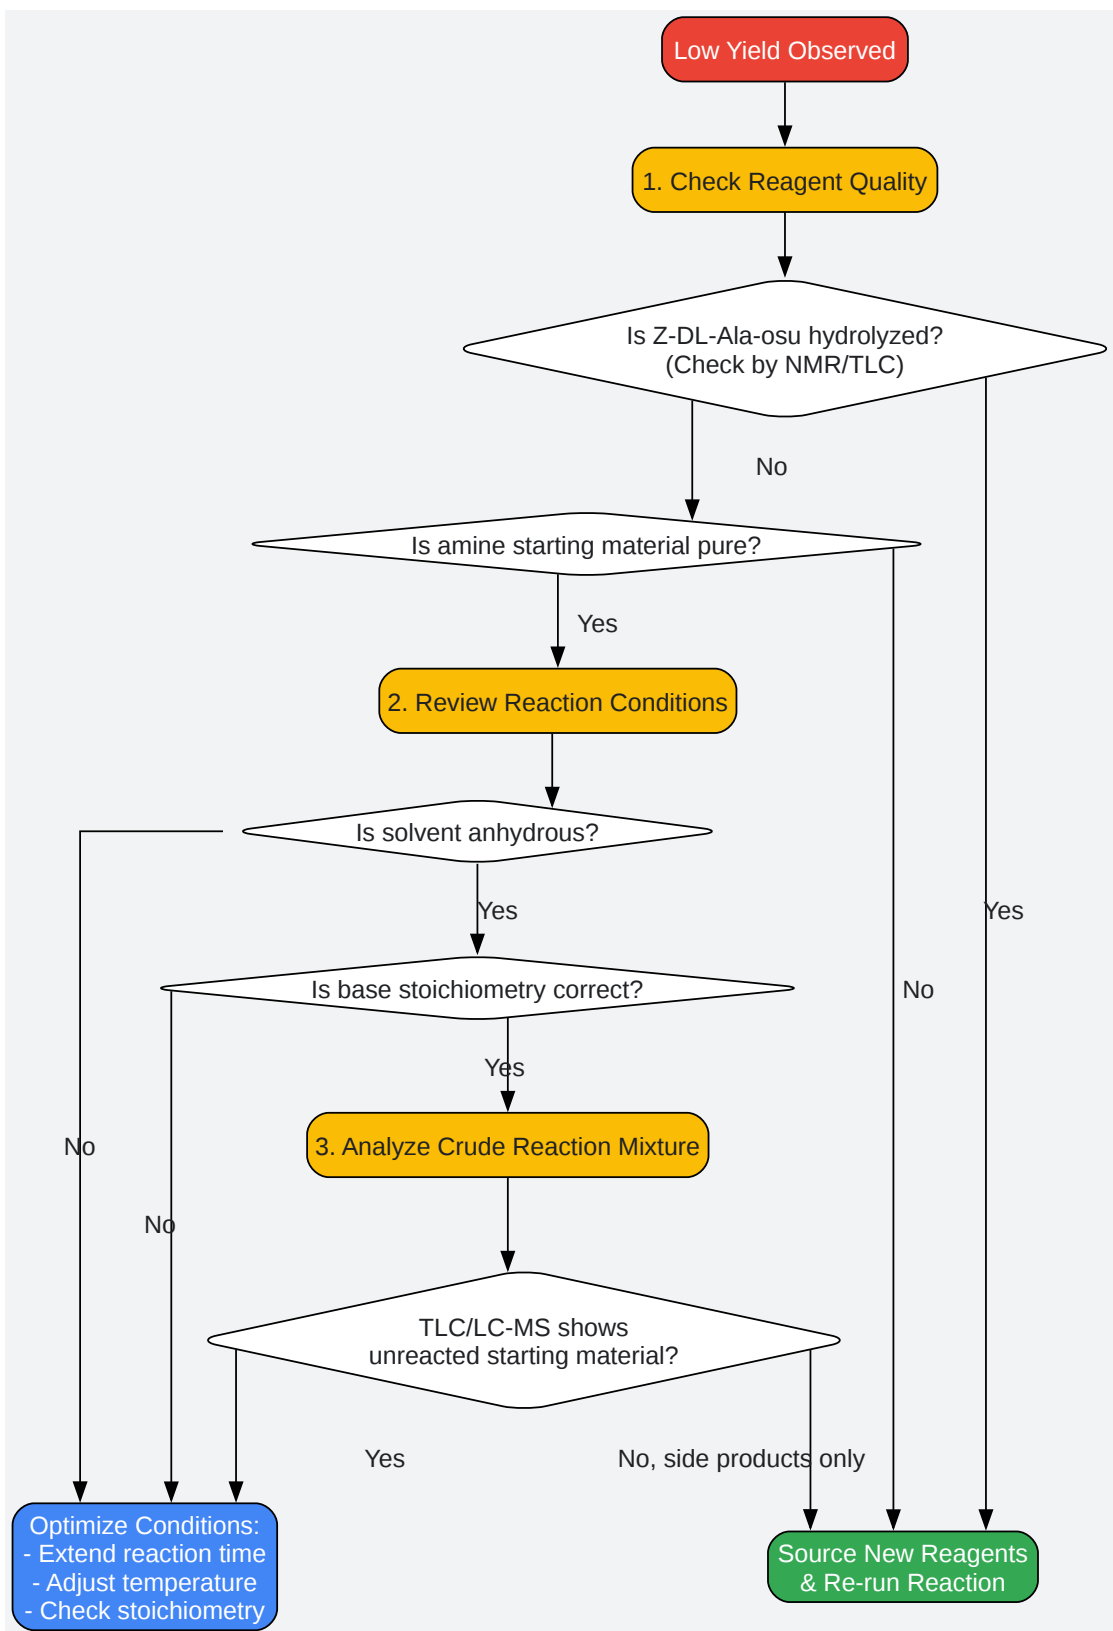 Low Yield Observed
1. Check Reagent Quality
Is Z-DL-Ala-osu hydrolyzed?
(Check by NMR/TLC)
No
Is amine starting material pure?
Yes
2. Review Reaction Conditions
Is solvent anhydrous?
Yes
Yes
Is base stoichiometry correct?
No
Yes
3. Analyze Crude Reaction Mixture
No
No
TLC/LC-MS shows
unreacted starting material?
Yes
No, side products only
Optimize Conditions:
- Extend reaction time
- Adjust temperature
- Check stoichiometry
Source New Reagents
& Re-run Reaction